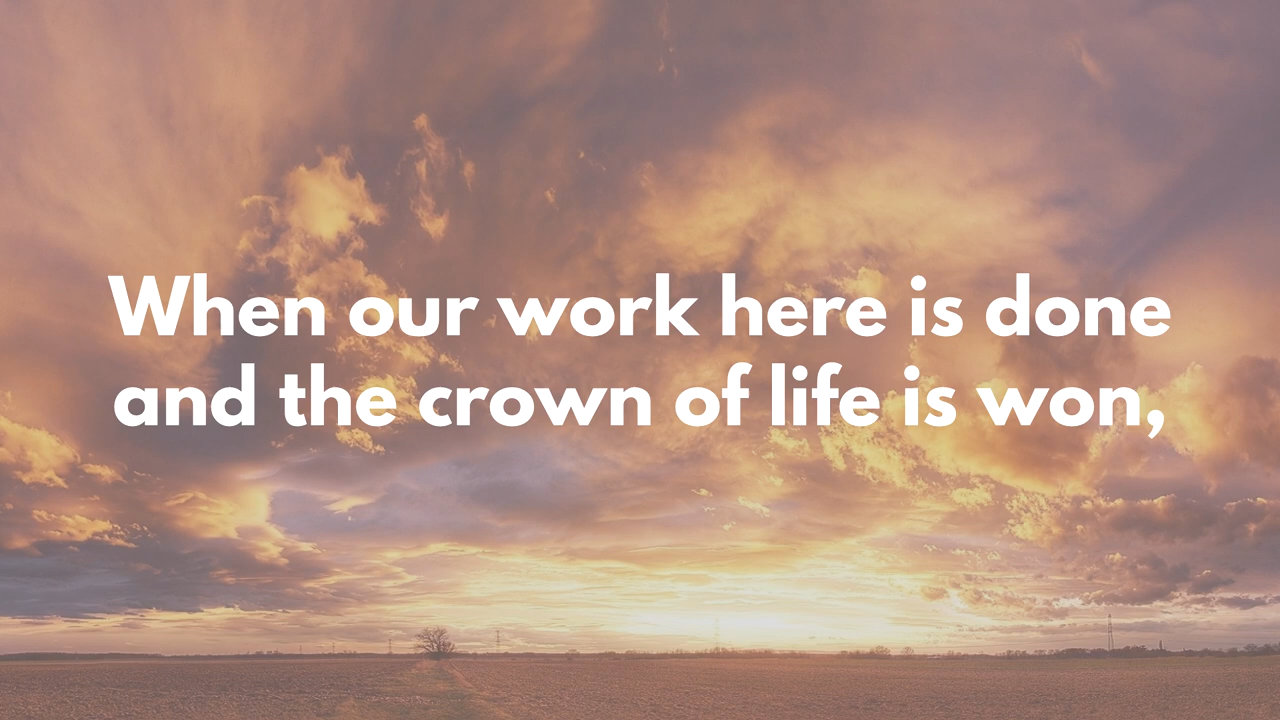 When our work here is done
and the crown of life is won,